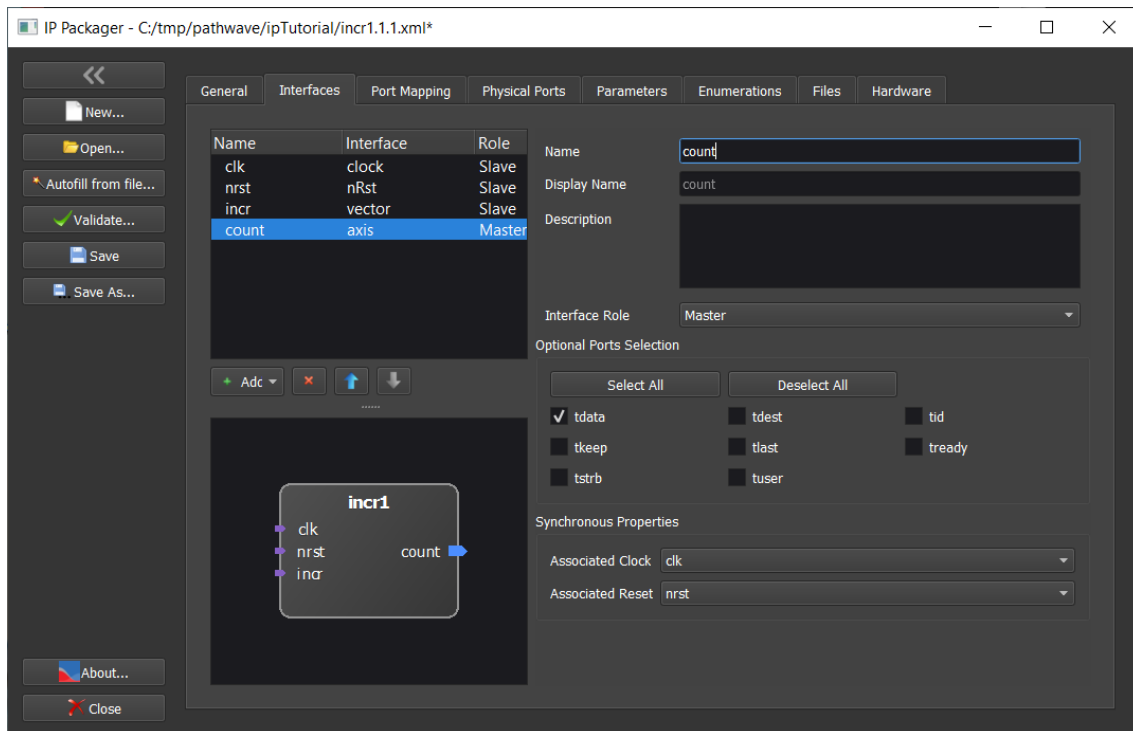 IP Packager - C:/tmp/pathwave/ipTutorial/incr1.1.1.xml*
New...
Open...
Autofill from file...
Validate...
Save
Save As...
About...
Close
General Interfaces Port Mapping Physical Ports Parameters Enumerations Files Hardware
Name Interface Role
clk clock Slave
nrst nRst Slave
incr vector Slave
count axis Master
Adc
incr1
clk
nrst count
incr
Name count
Display Name count
Description
Interface Role Master
Optional Ports Selection
Select All Deselect All
tdata tdest tid
tkeep tlast tready
tstrb tuser
Synchronous Properties
Associated Clock clk
Associated Reset nrst